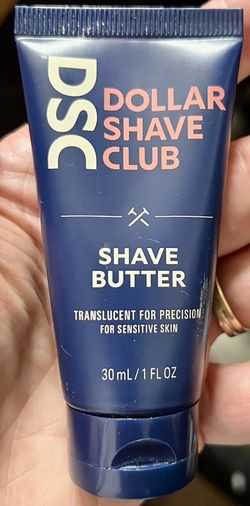 DSC
DOLLAR
SHAVE
CLUB
SHAVE
BUTTER
TRANSLUCENT FOR PRECISION
FOR SENSITIVE SKIN
30 mL / 1 FL OZ